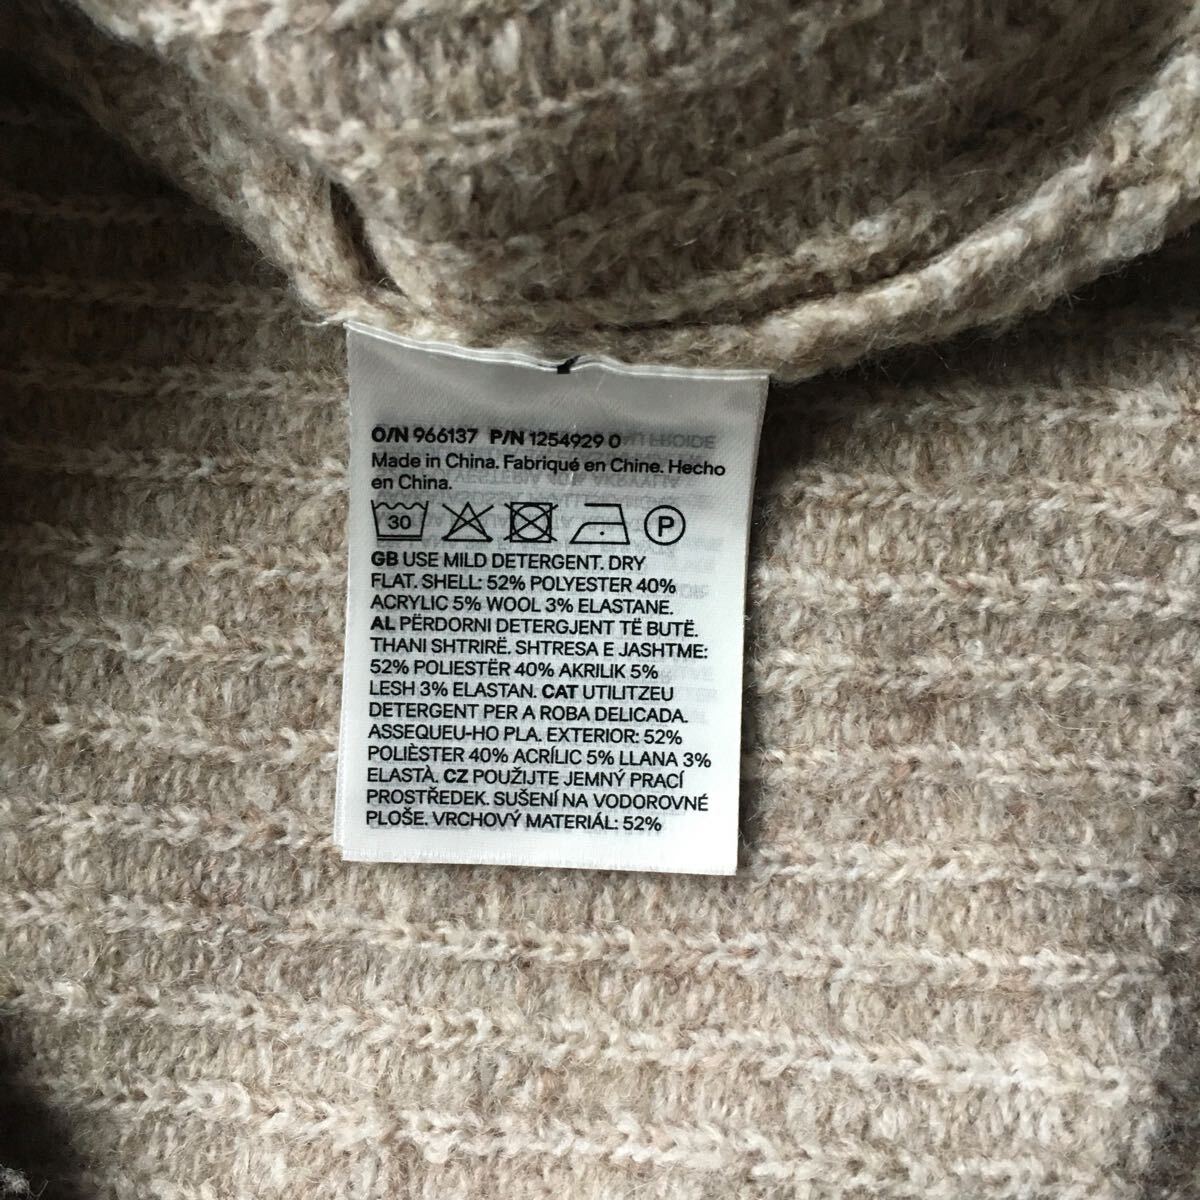 O/N 966137 P/N 1254929 0
Made in China. Fabriqué en Chine. Hecho
en China.
30 P
GB USE MILD DETERGENT. DRY
FLAT. SHELL: 52% POLYESTER 40%
ACRYLIC 5% WOOL 3% ELASTANE.
AL PËRDORNI DETERGJENT TË BUTË.
THANI SHTRIRË. SHTRESA E JASHTME:
52% POLIESTËR 40% AKRILIK 5%
LESH 3% ELASTAN. CAT UTILITZEU
DETERGENT PER A ROBA DELICADA.
ASSEQUEU-HO PLA. EXTERIOR: 52%
POLIÈSTER 40% ACRÍLIC 5% LLANA 3%
ELASTÀ. CZ POUŽIJTE JEMNÝ PRACÍ
PROSTŘEDEK. SUŠENÍ NA VODOROVNÉ
PLOŠE. VRCHOVÝ MATERIÁL: 52%